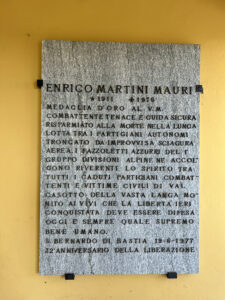 ENRICO MARTINI MAURI
★ 1911 ★ 1976
MEDAGLIA D'ORO AL V.M.
COMBATTENTE TENACE E GUIDA SICURA
RISPARMIATO ALLA MORTE NELLA LUNGA
LOTTA TRA I PARTIGIANI AUTONOMI
TRONCATO DA IMPROVVISA SCIAGURA
AEREA I FAZZOLETTI AZZURRI DEL I°
GRUPPO DIVISIONI ALPINE NE ACCOL
GONO RIVERENTI LO SPIRITO TRA
TUTTI I CADUTI PARTIGIANI COMBAT
TENTI E VITTIME CIVILI DI VAL
CASOTTO DELLA VASTA LANGA MO
NITO AI VIVI CHE LA LIBERTÀ IERI
CONQUISTATA DEVE ESSERE DIFESA
OGGI E SEMPRE QUALE SUPREMO
BENE UMANO.
S. BERNARDO DI BASTIA 19-6-1977
32 ANNIVERSARIO DELLA LIBERAZIONE